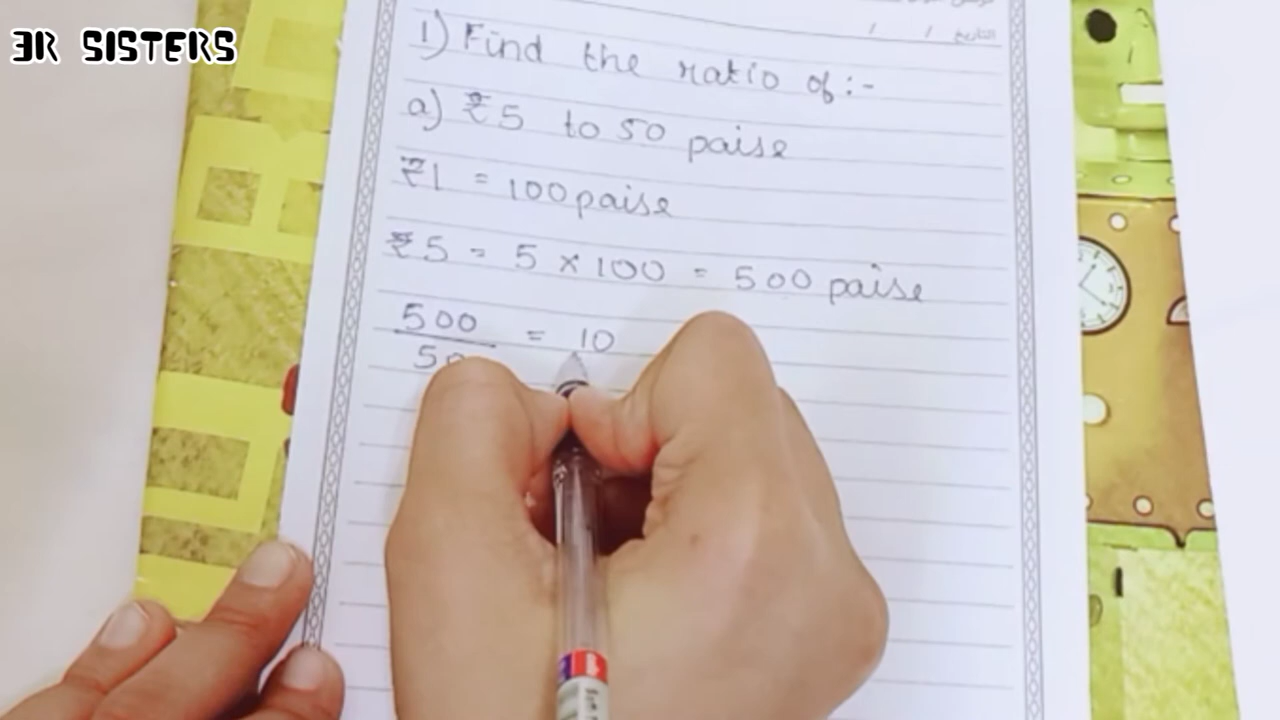 3R SISTERS
1) Find the ratio of :-
a) ₹5 to 50 paise
₹1 = 100 paise
₹5 = 5 × 100 = 500 paise
500
50 = 10